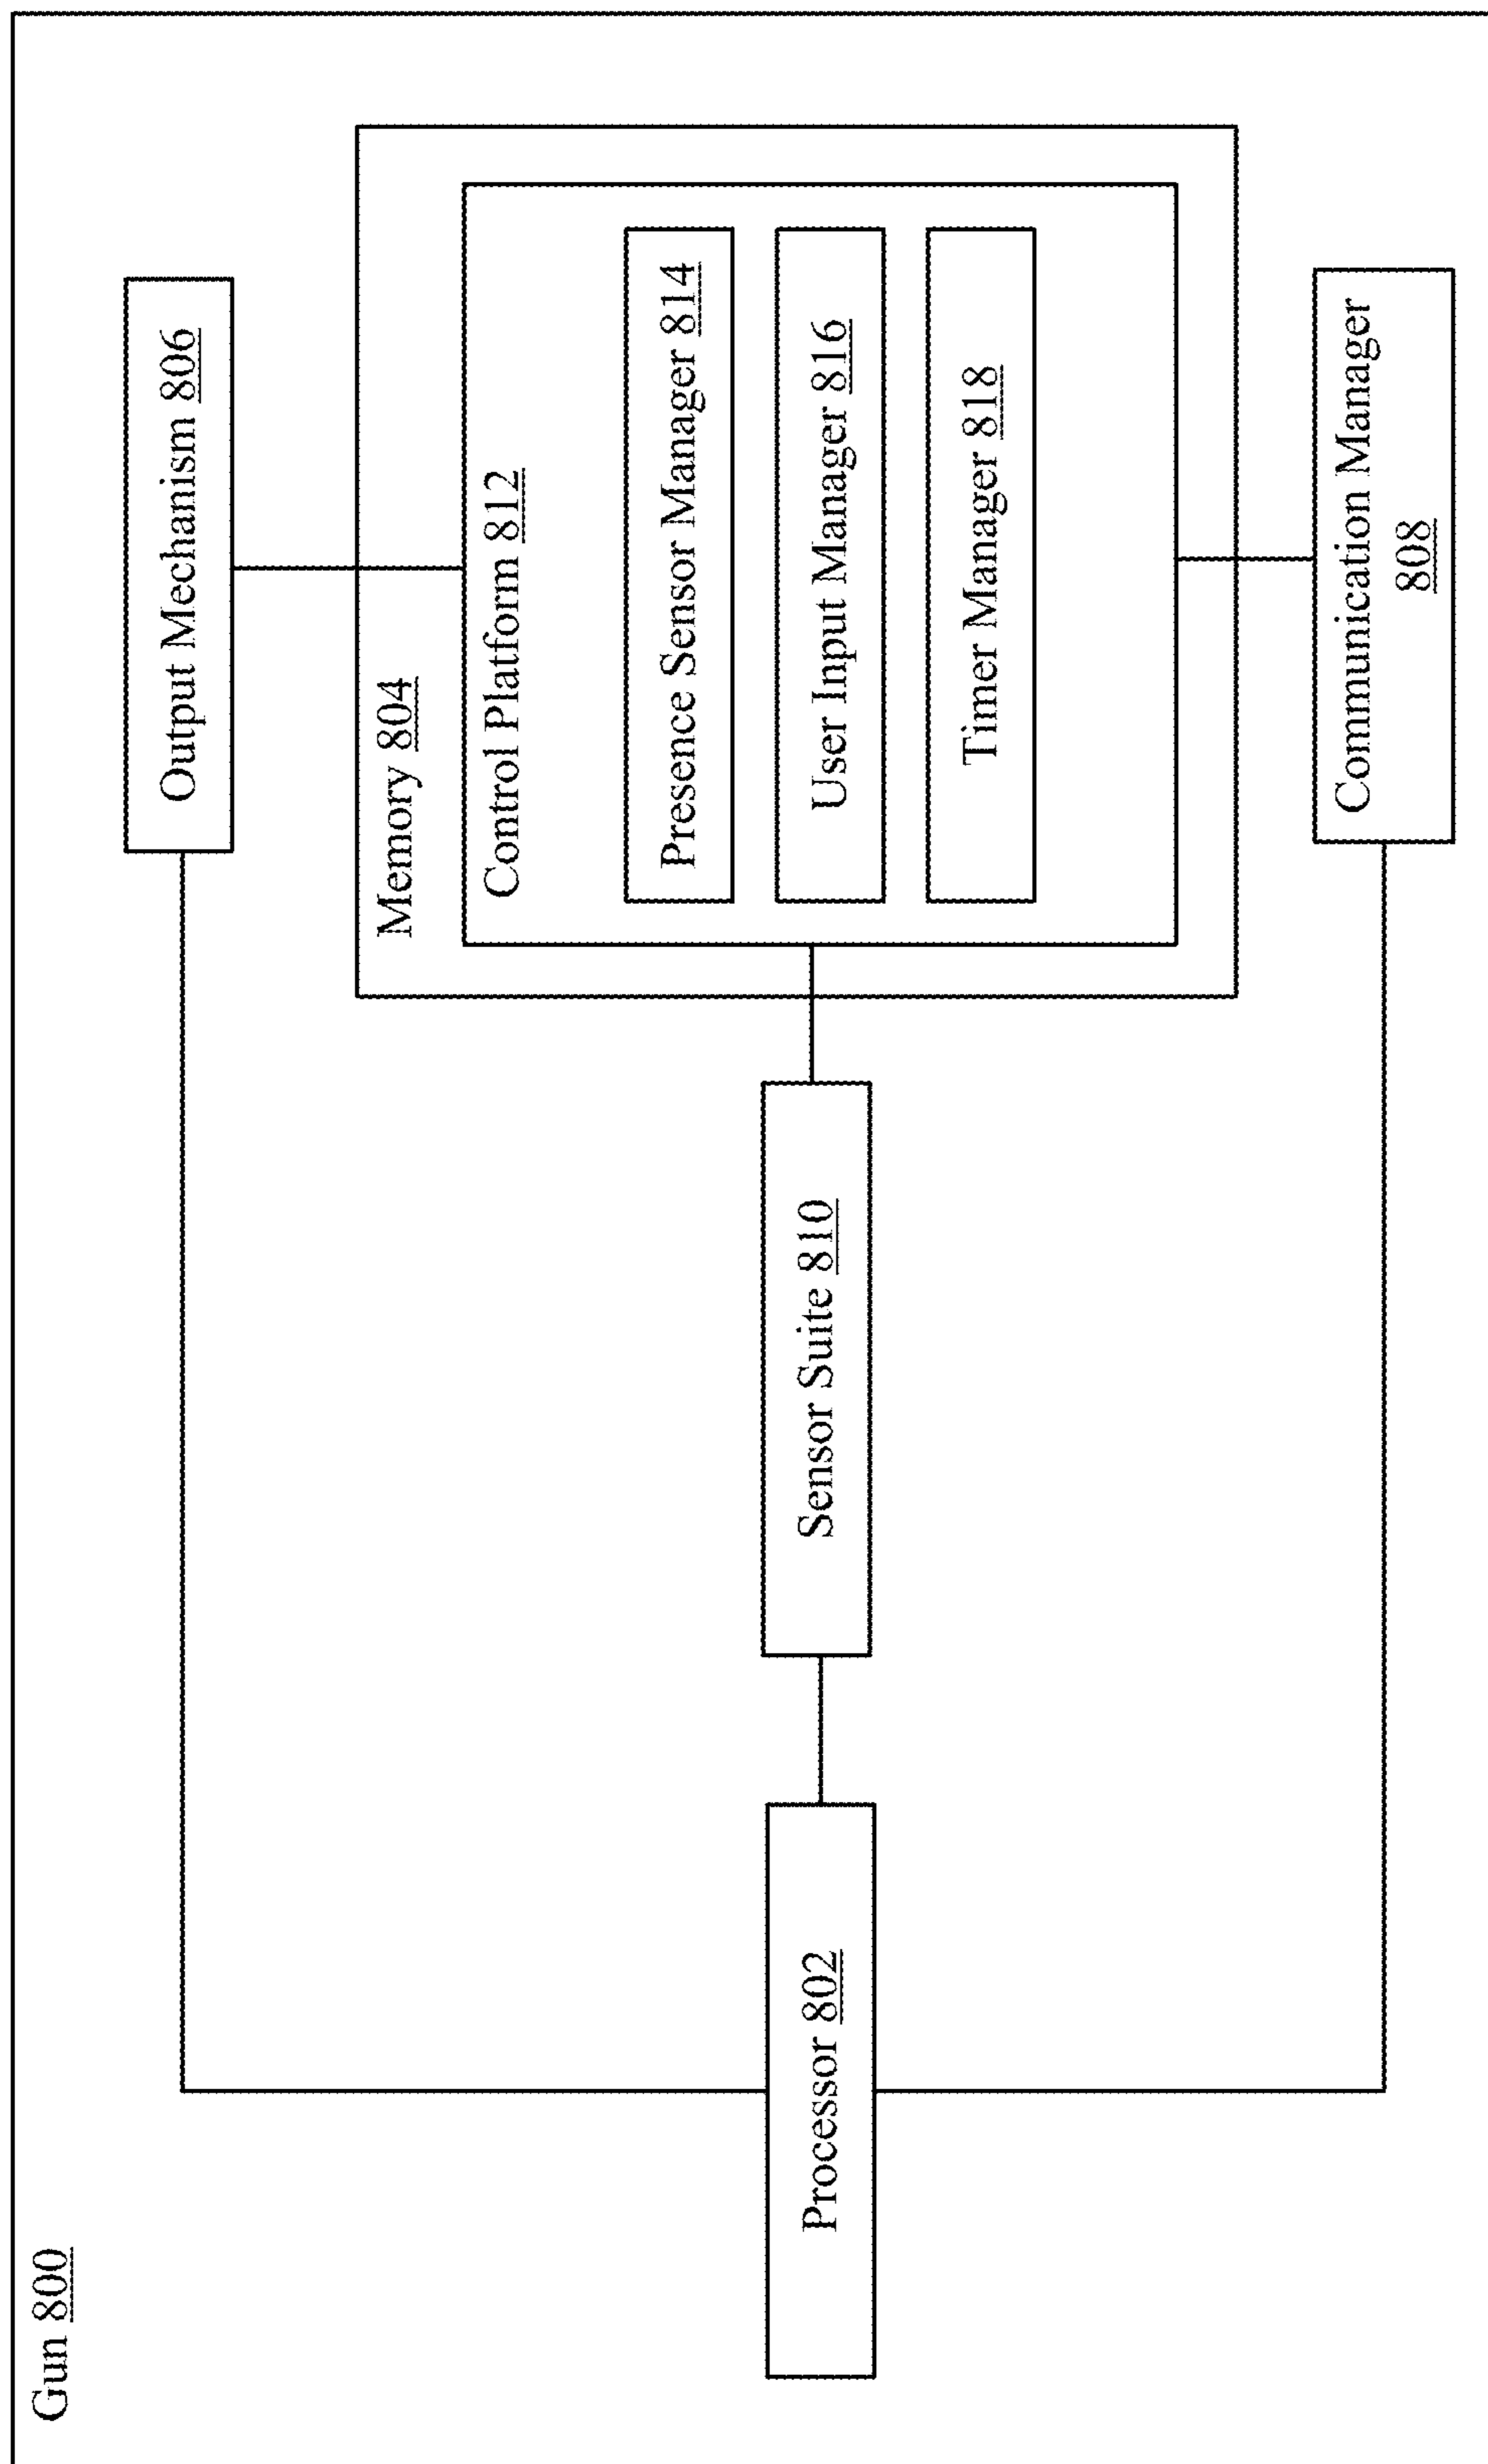 Gun 800
Output Mechanism 806
Memory 804
Control Platform 812
Presence Sensor Manager 814
User Input Manager 816
Timer Manager 818
Processor 802
Sensor Suite 810
Communication Manager
808